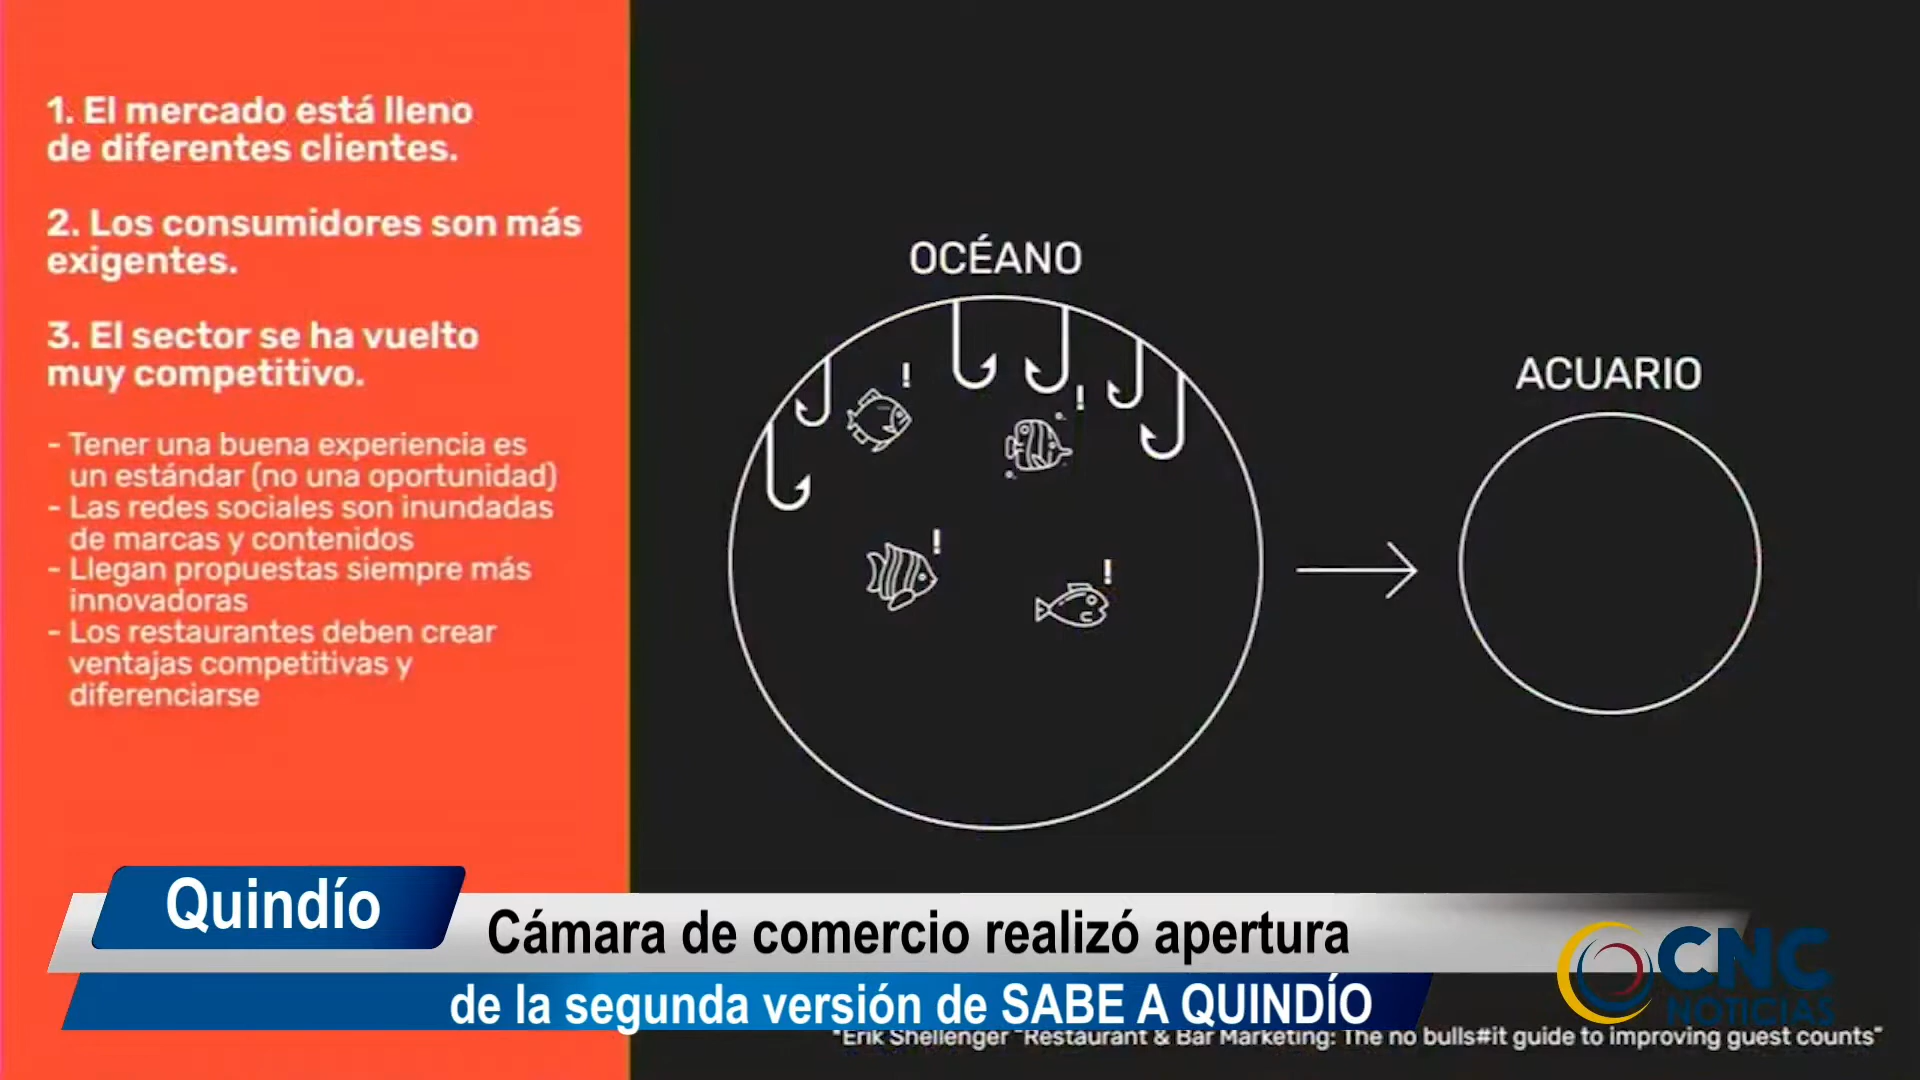 1. El mercado está lleno
de diferentes clientes.
2. Los consumidores son más
exigentes.
3. El sector se ha vuelto
muy competitivo.
- Tener una buena experiencia es
un estándar (no una oportunidad)
- Las redes sociales son inundadas
de marcas y contenidos
- Llegan propuestas siempre más
innovadoras
- Los restaurantes deben crear
ventajas competitivas y
diferenciarse
OCÉANO
!
!
!
!
ACUARIO
Quindío
Cámara de comercio realizó apertura
de la segunda versión de SABE A QUINDÍO
CNC
NOTICIAS
"Erik Shellenger "Restaurant & Bar Marketing: The no bulls#it guide to improving guest counts"